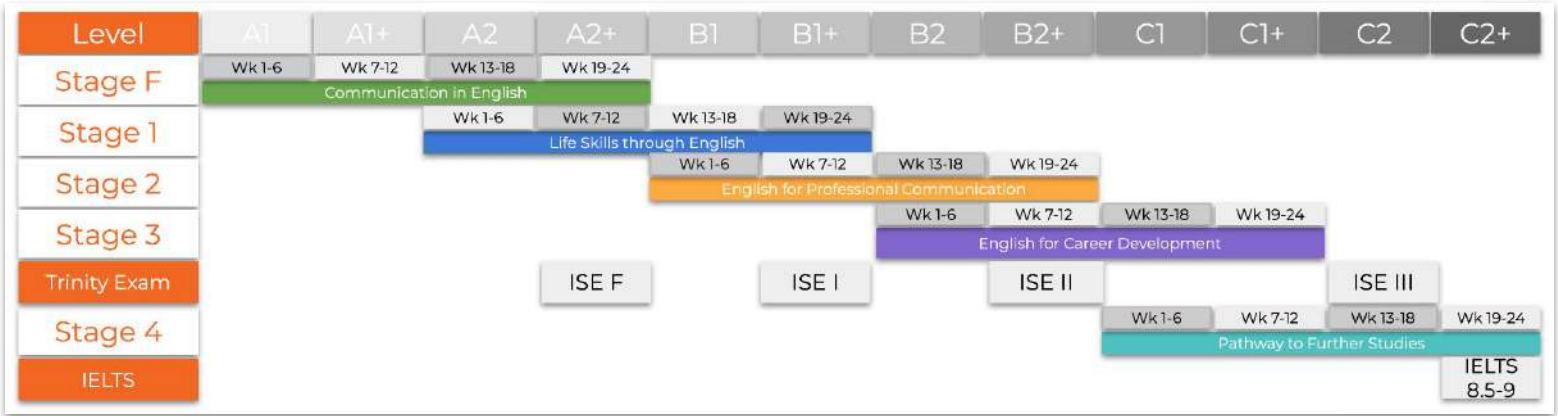 Level A1 A1+ A2 A2+ B1 B1+ B2 B2+ C1 C1+ C2 C2+
Stage F Wk 1-6 Wk 7-12 Wk 13-18 Wk 19-24
Communication in English
Stage 1 Wk 1-6 Wk 7-12 Wk 13-18 Wk 19-24
Life Skills through English
Stage 2 Wk 1-6 Wk 7-12 Wk 13-18 Wk 19-24
English for Professional Communication
Stage 3 Wk 1-6 Wk 7-12 Wk 13-18 Wk 19-24
English for Career Development
Trinity Exam ISE F ISE I ISE II ISE III
Stage 4 Wk 1-6 Wk 7-12 Wk 13-18 Wk 19-24
Pathway to Further Studies
IELTS IELTS
8.5-9